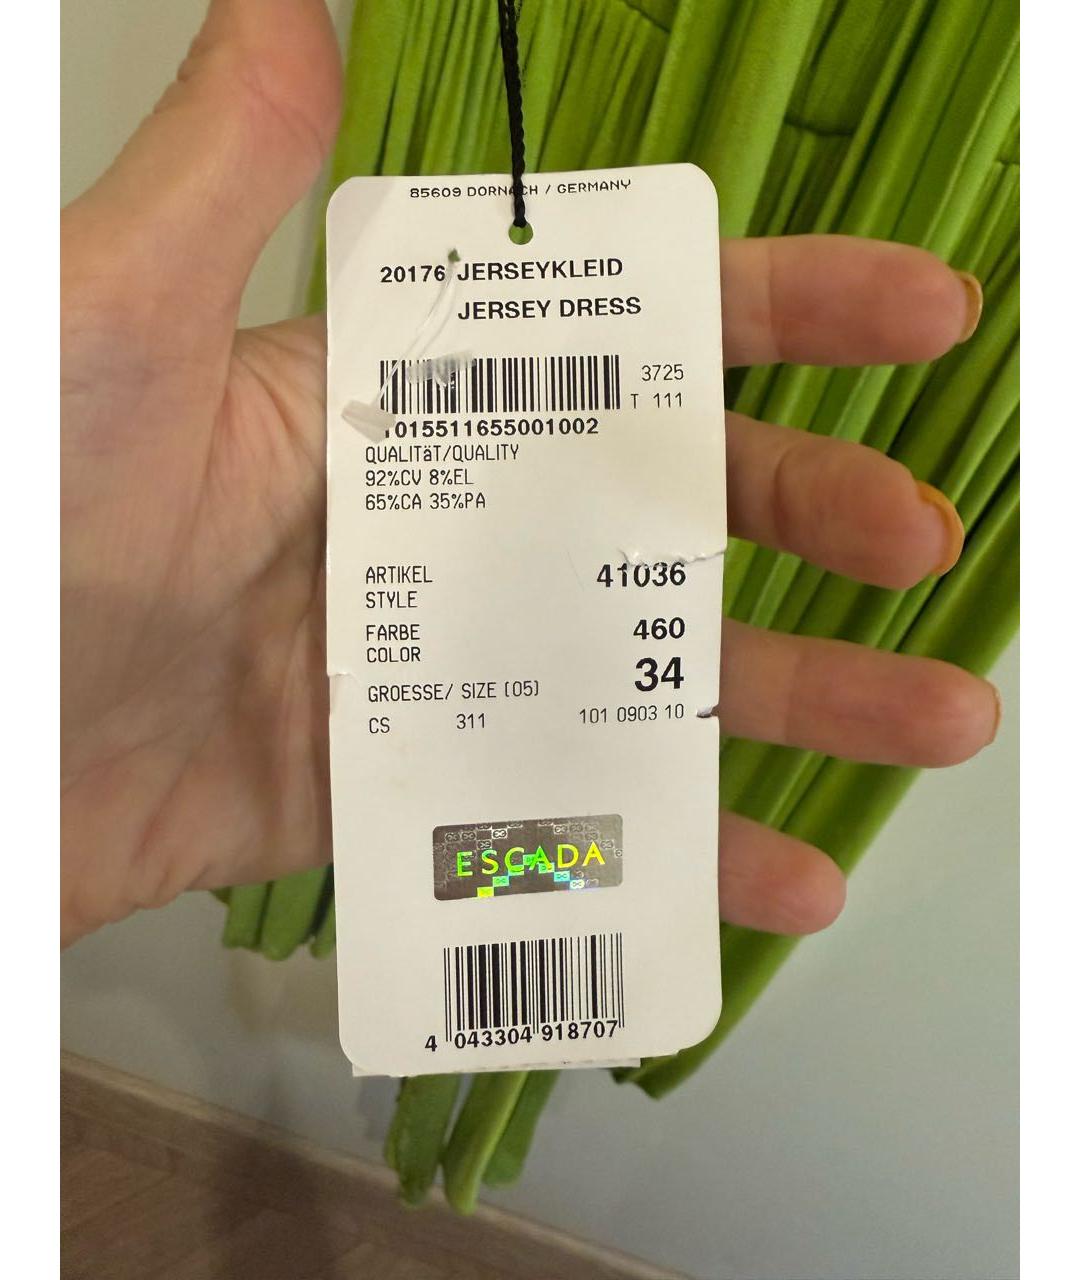 85609 DORNACH / GERMANY
20176 JERSEYKLEID
JERSEY DRESS
3725
T 111
1015511655001002
QUALITäT/QUALITY
92%CV 8%EL
65%CA 35%PA
ARTIKEL 41036
STYLE
FARBE 460
COLOR
GROESSE/ SIZE (05) 34
CS 311 101 0903 10
ESCADA
4 043304 918707